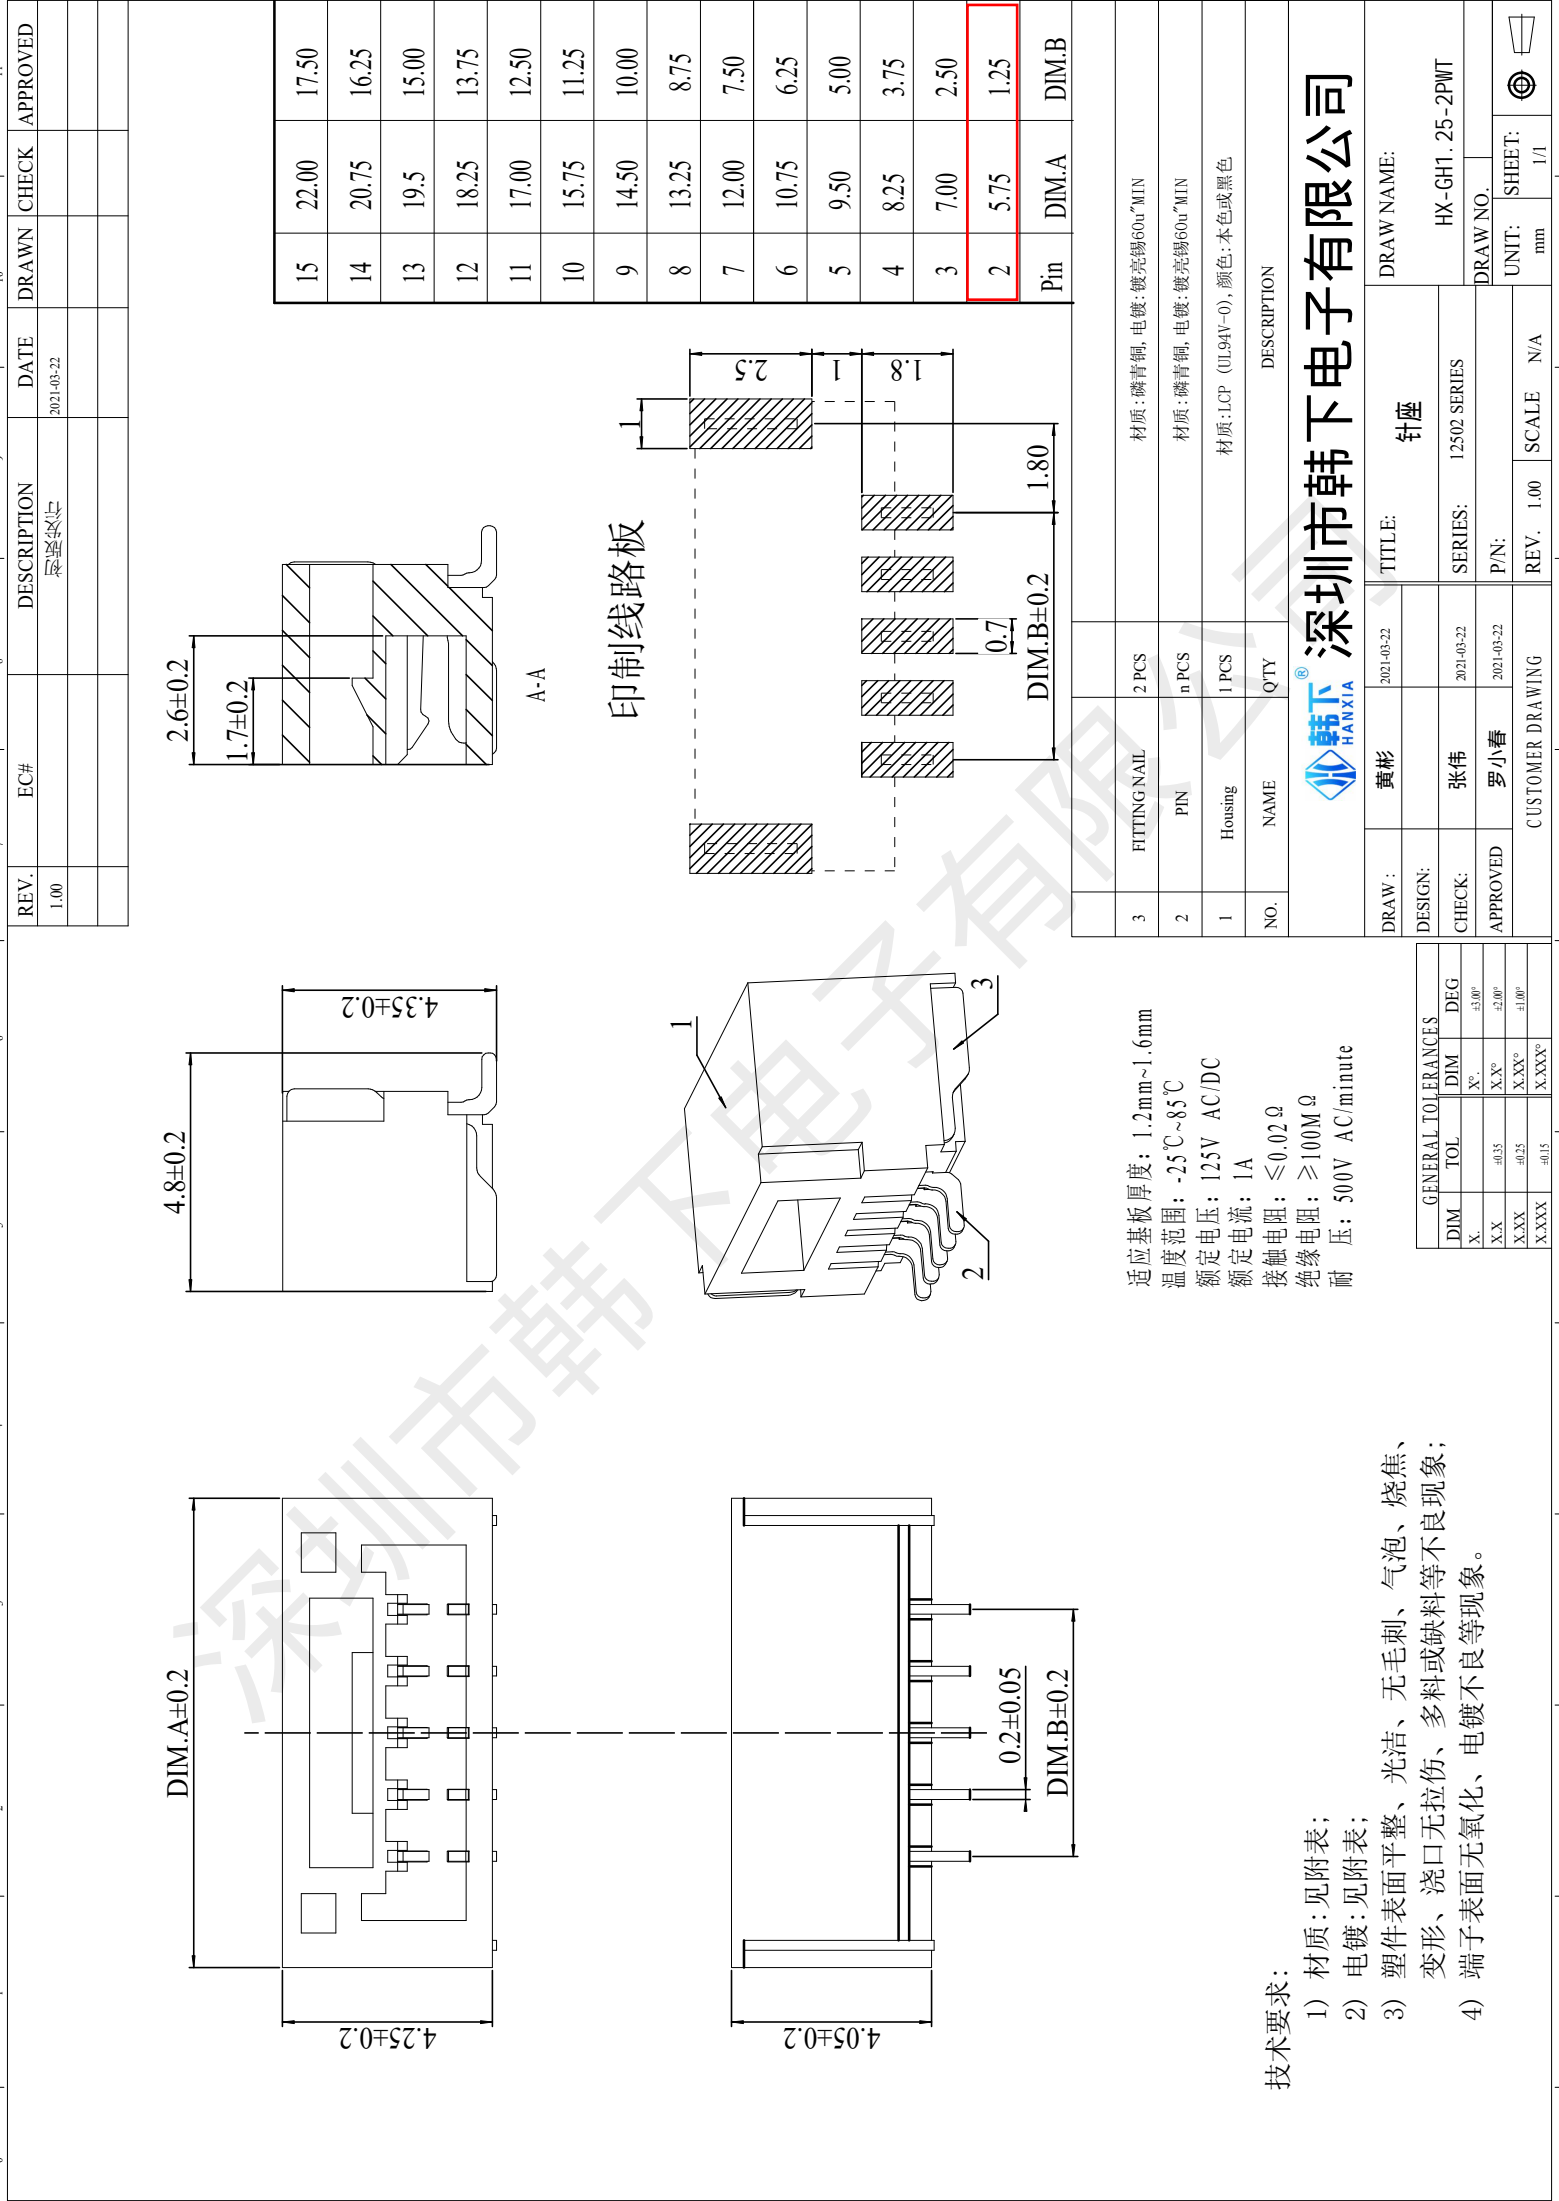 REV. EC# DESCRIPTION DATE DRAWN CHECK APPROVED
1.00 初版发行 2021-03-22
DIM.A±0.2
4.25±0.2
4.8±0.2
4.35±0.2
2.6±0.2
1.7±0.2
A-A
15 22.00 17.50
14 20.75 16.25
13 19.5 15.00
12 18.25 13.75
11 17.00 12.50
10 15.75 11.25
9 14.50 10.00
8 13.25 8.75
7 12.00 7.50
6 10.75 6.25
5 9.50 5.00
4 8.25 3.75
3 7.00 2.50
2 5.75 1.25
Pin DIM.A DIM.B
4.05±0.2
0.2±0.05
DIM.B±0.2
1
2
3
印制线路板
1
2.5
1
1.8
0.7
1.80
DIM.B±0.2
适应基板厚度: 1.2mm~1.6mm
温度范围: -25℃~85℃
额定电压: 125V AC/DC
额定电流: 1A
接触电阻: ≤0.02Ω
绝缘电阻: ≥100MΩ
耐 压: 500V AC/minute
技术要求:
1) 材质:见附表;
2) 电镀:见附表;
3) 塑件表面平整、光洁、无毛刺、气泡、烧焦、
变形、浇口无拉伤、多料或缺料等不良现象;
4) 端子表面无氧化、电镀不良等现象。
GENERAL TOLERANCES
DIM TOL DIM DEG
X. X°. ±3.00°
X.X ±0.35 X.X° ±2.00°
X.XX ±0.25 X.XX° ±1.00°
X.XXX ±0.15 X.XXX°
3 FITTING NAIL 2 PCS 材质:磷青铜,电镀:镀亮锡60u"MIN
2 PIN n PCS 材质:磷青铜,电镀:镀亮锡60u"MIN
1 Housing 1 PCS 材质:LCP (UL94V-0),颜色:本色或黑色
NO. NAME Q'TY DESCRIPTION
韩下® HANXIA 深圳市韩下电子有限公司
DRAW: 黄彬 2021-03-22 TITLE: 针座 DRAW NAME: HX-GH1.25-2PWT
DESIGN:
CHECK: 张伟 2021-03-22 SERIES: 12502 SERIES
APPROVED 罗小春 2021-03-22 P/N: DRAW NO.
CUSTOMER DRAWING REV. 1.00 SCALE N/A UNIT: mm SHEET: 1/1
深圳市韩下电子有限公司